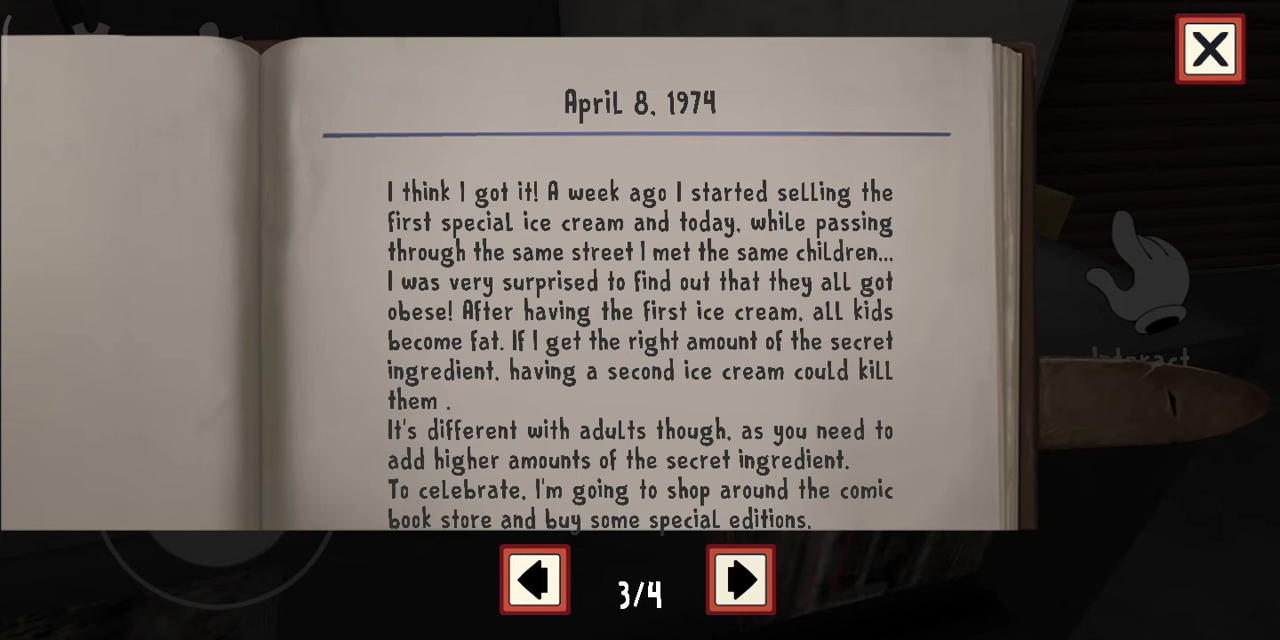 April 8, 1974
I think I got it! A week ago I started selling the
first special ice cream and today, while passing
through the same street I met the same children...
I was very surprised to find out that they all got
obese! After having the first ice cream, all kids
become fat. If I get the right amount of the secret
ingredient, having a second ice cream could kill
them .
It's different with adults though, as you need to
add higher amounts of the secret ingredient.
To celebrate, I'm going to shop around the comic
book store and buy some special editions.
Interact
3/4